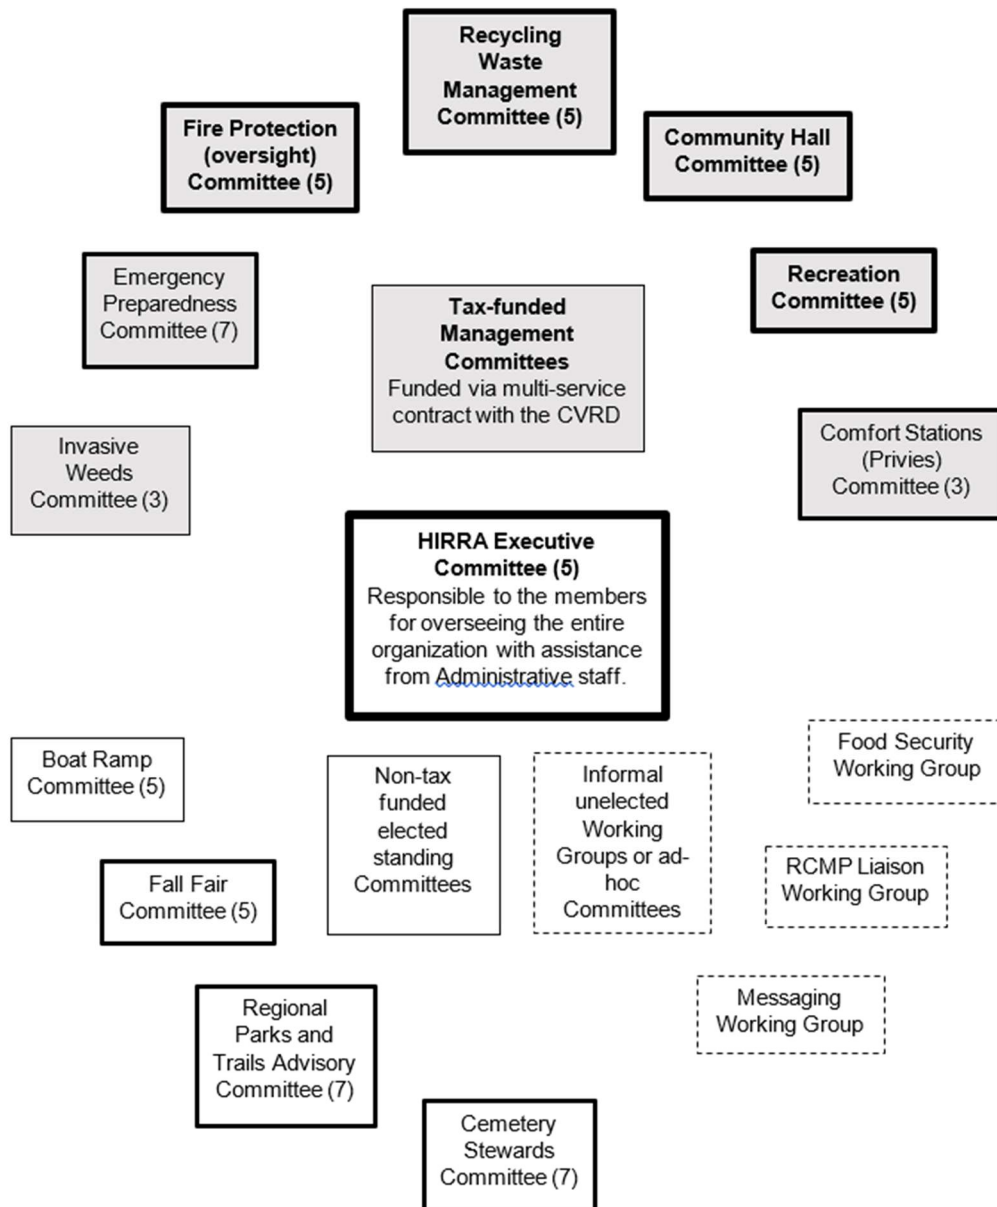 Recycling
Waste
Management
Committee (5)
Fire Protection
(oversight)
Committee (5)
Community Hall
Committee (5)
Emergency
Preparedness
Committee (7)
Tax-funded
Management
Committees
Funded via multi-service
contract with the CVRD
Recreation
Committee (5)
Invasive
Weeds
Committee (3)
Comfort Stations
(Privies)
Committee (3)
HIRRA Executive
Committee (5)
Responsible to the members
for overseeing the entire
organization with assistance
from Administrative staff.
Boat Ramp
Committee (5)
Non-tax
funded
elected
standing
Committees
Informal
unelected
Working
Groups or ad-
hoc
Committees
Food Security
Working Group
Fall Fair
Committee (5)
RCMP Liaison
Working Group
Regional
Parks and
Trails Advisory
Committee (7)
Messaging
Working Group
Cemetery
Stewards
Committee (7)